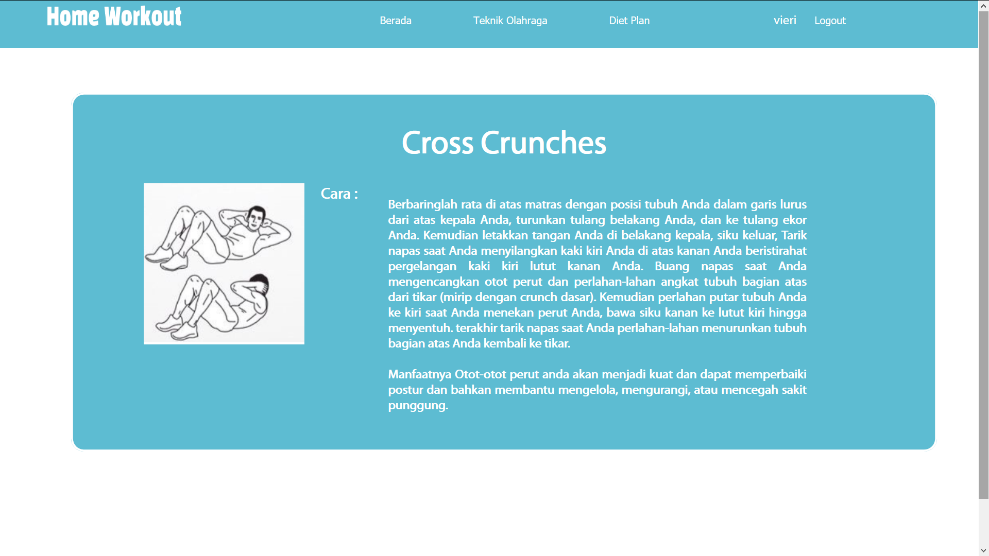 Home Workout
Berada
Teknik Olahraga
Diet Plan
vieri
Logout
Cross Crunches
Cara :
Berbaringlah rata di atas matras dengan posisi tubuh Anda dalam garis lurus
dari atas kepala Anda, turunkan tulang belakang Anda, dan ke tulang ekor
Anda. Kemudian letakkan tangan Anda di belakang kepala, siku keluar, Tarik
napas saat Anda menyilangkan kaki kiri Anda di atas kanan Anda beristirahat
pergelangan kaki kiri lutut kanan Anda. Buang napas saat Anda
mengencangkan otot perut dan perlahan-lahan angkat tubuh bagian atas
dari tikar (mirip dengan crunch dasar). Kemudian perlahan putar tubuh Anda
ke kiri saat Anda menekan perut Anda, bawa siku kanan ke lutut kiri hingga
menyentuh. terakhir tarik napas saat Anda perlahan-lahan menurunkan tubuh
bagian atas Anda kembali ke tikar.
Manfaatnya Otot-otot perut anda akan menjadi kuat dan dapat memperbaiki
postur dan bahkan membantu mengelola, mengurangi, atau mencegah sakit
punggung.